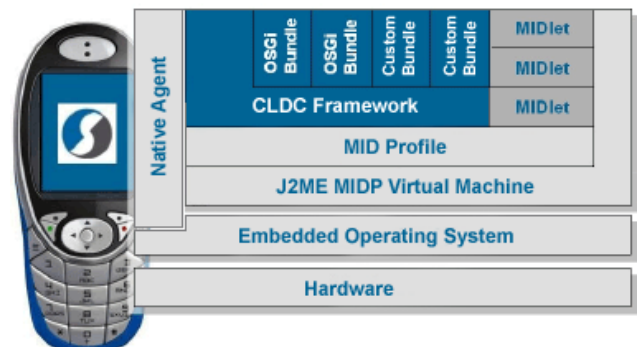 Native Agent
OSGi
Bundle
OSGi
Bundle
Custom
Bundle
Custom
Bundle
MIDlet
MIDlet
MIDlet
CLDC Framework
MID Profile
J2ME MIDP Virtual Machine
Embedded Operating System
Hardware